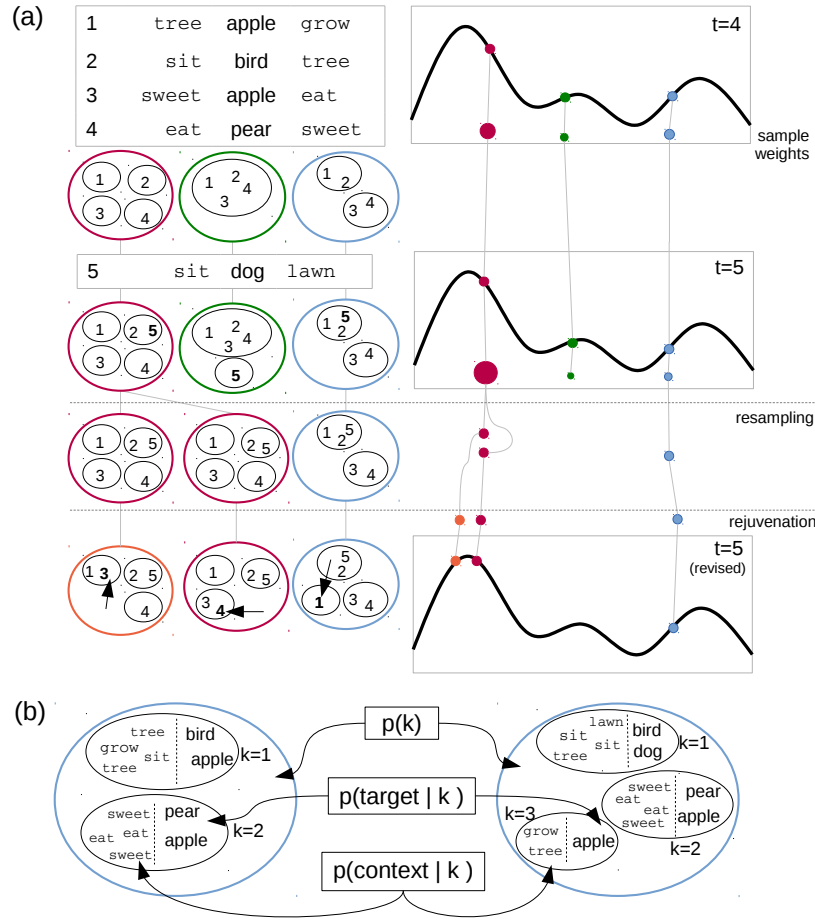 (a)
1 tree apple grow
2 sit bird tree
3 sweet apple eat
4 eat pear sweet
t=4
sample
weights
1 2 3 4
1 2 4 3
1 2 3 4
5 sit dog lawn
t=5
1 2 5 3 4
1 2 4 3 5
1 5 2 3 4
resampling
1 2 5 3 4
1 2 5 3 4
1 5 2 3 4
rejuvenation
1 3 2 5 4
1 2 5 3 4
5 2 1 3 4
t=5
(revised)
(b)
p(k)
p(target | k )
p(context | k )
tree bird
grow sit apple k=1
tree
sweet pear
eat eat apple k=2
sweet
lawn bird
sit sit dog k=1
tree
sweet pear
eat eat apple
sweet
k=2
k=3
grow apple
tree